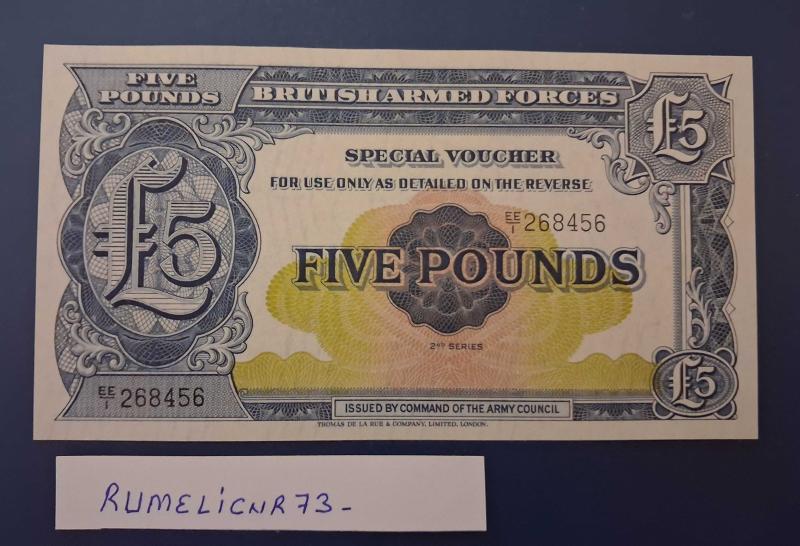 FIVE
POUNDS
BRITISH ARMED FORCES
£5
SPECIAL VOUCHER
FOR USE ONLY AS DETAILED ON THE REVERSE
EE/1 268456
£5
FIVE POUNDS
2ND SERIES
£5
EE/1 268456
ISSUED BY COMMAND OF THE ARMY COUNCIL
THOMAS DE LA RUE & COMPANY, LIMITED, LONDON.
RUMELiCNR73-